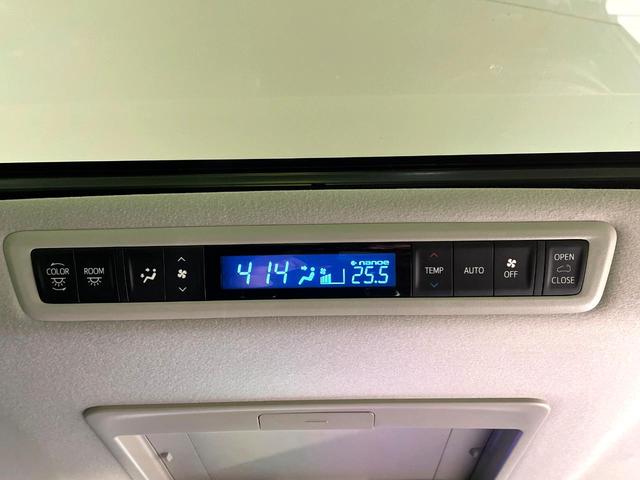 COLOR
ROOM
4:14
nanoe
25.5
TEMP
AUTO
OFF
OPEN
CLOSE